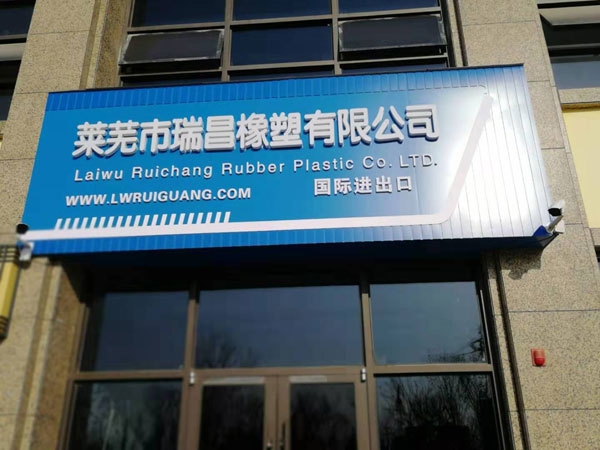 莱芜市瑞昌橡塑有限公司
Laiwu Ruichang Rubber Plastic Co. LTD.
WWW.LWRUIGUANG.COM 国际进出口